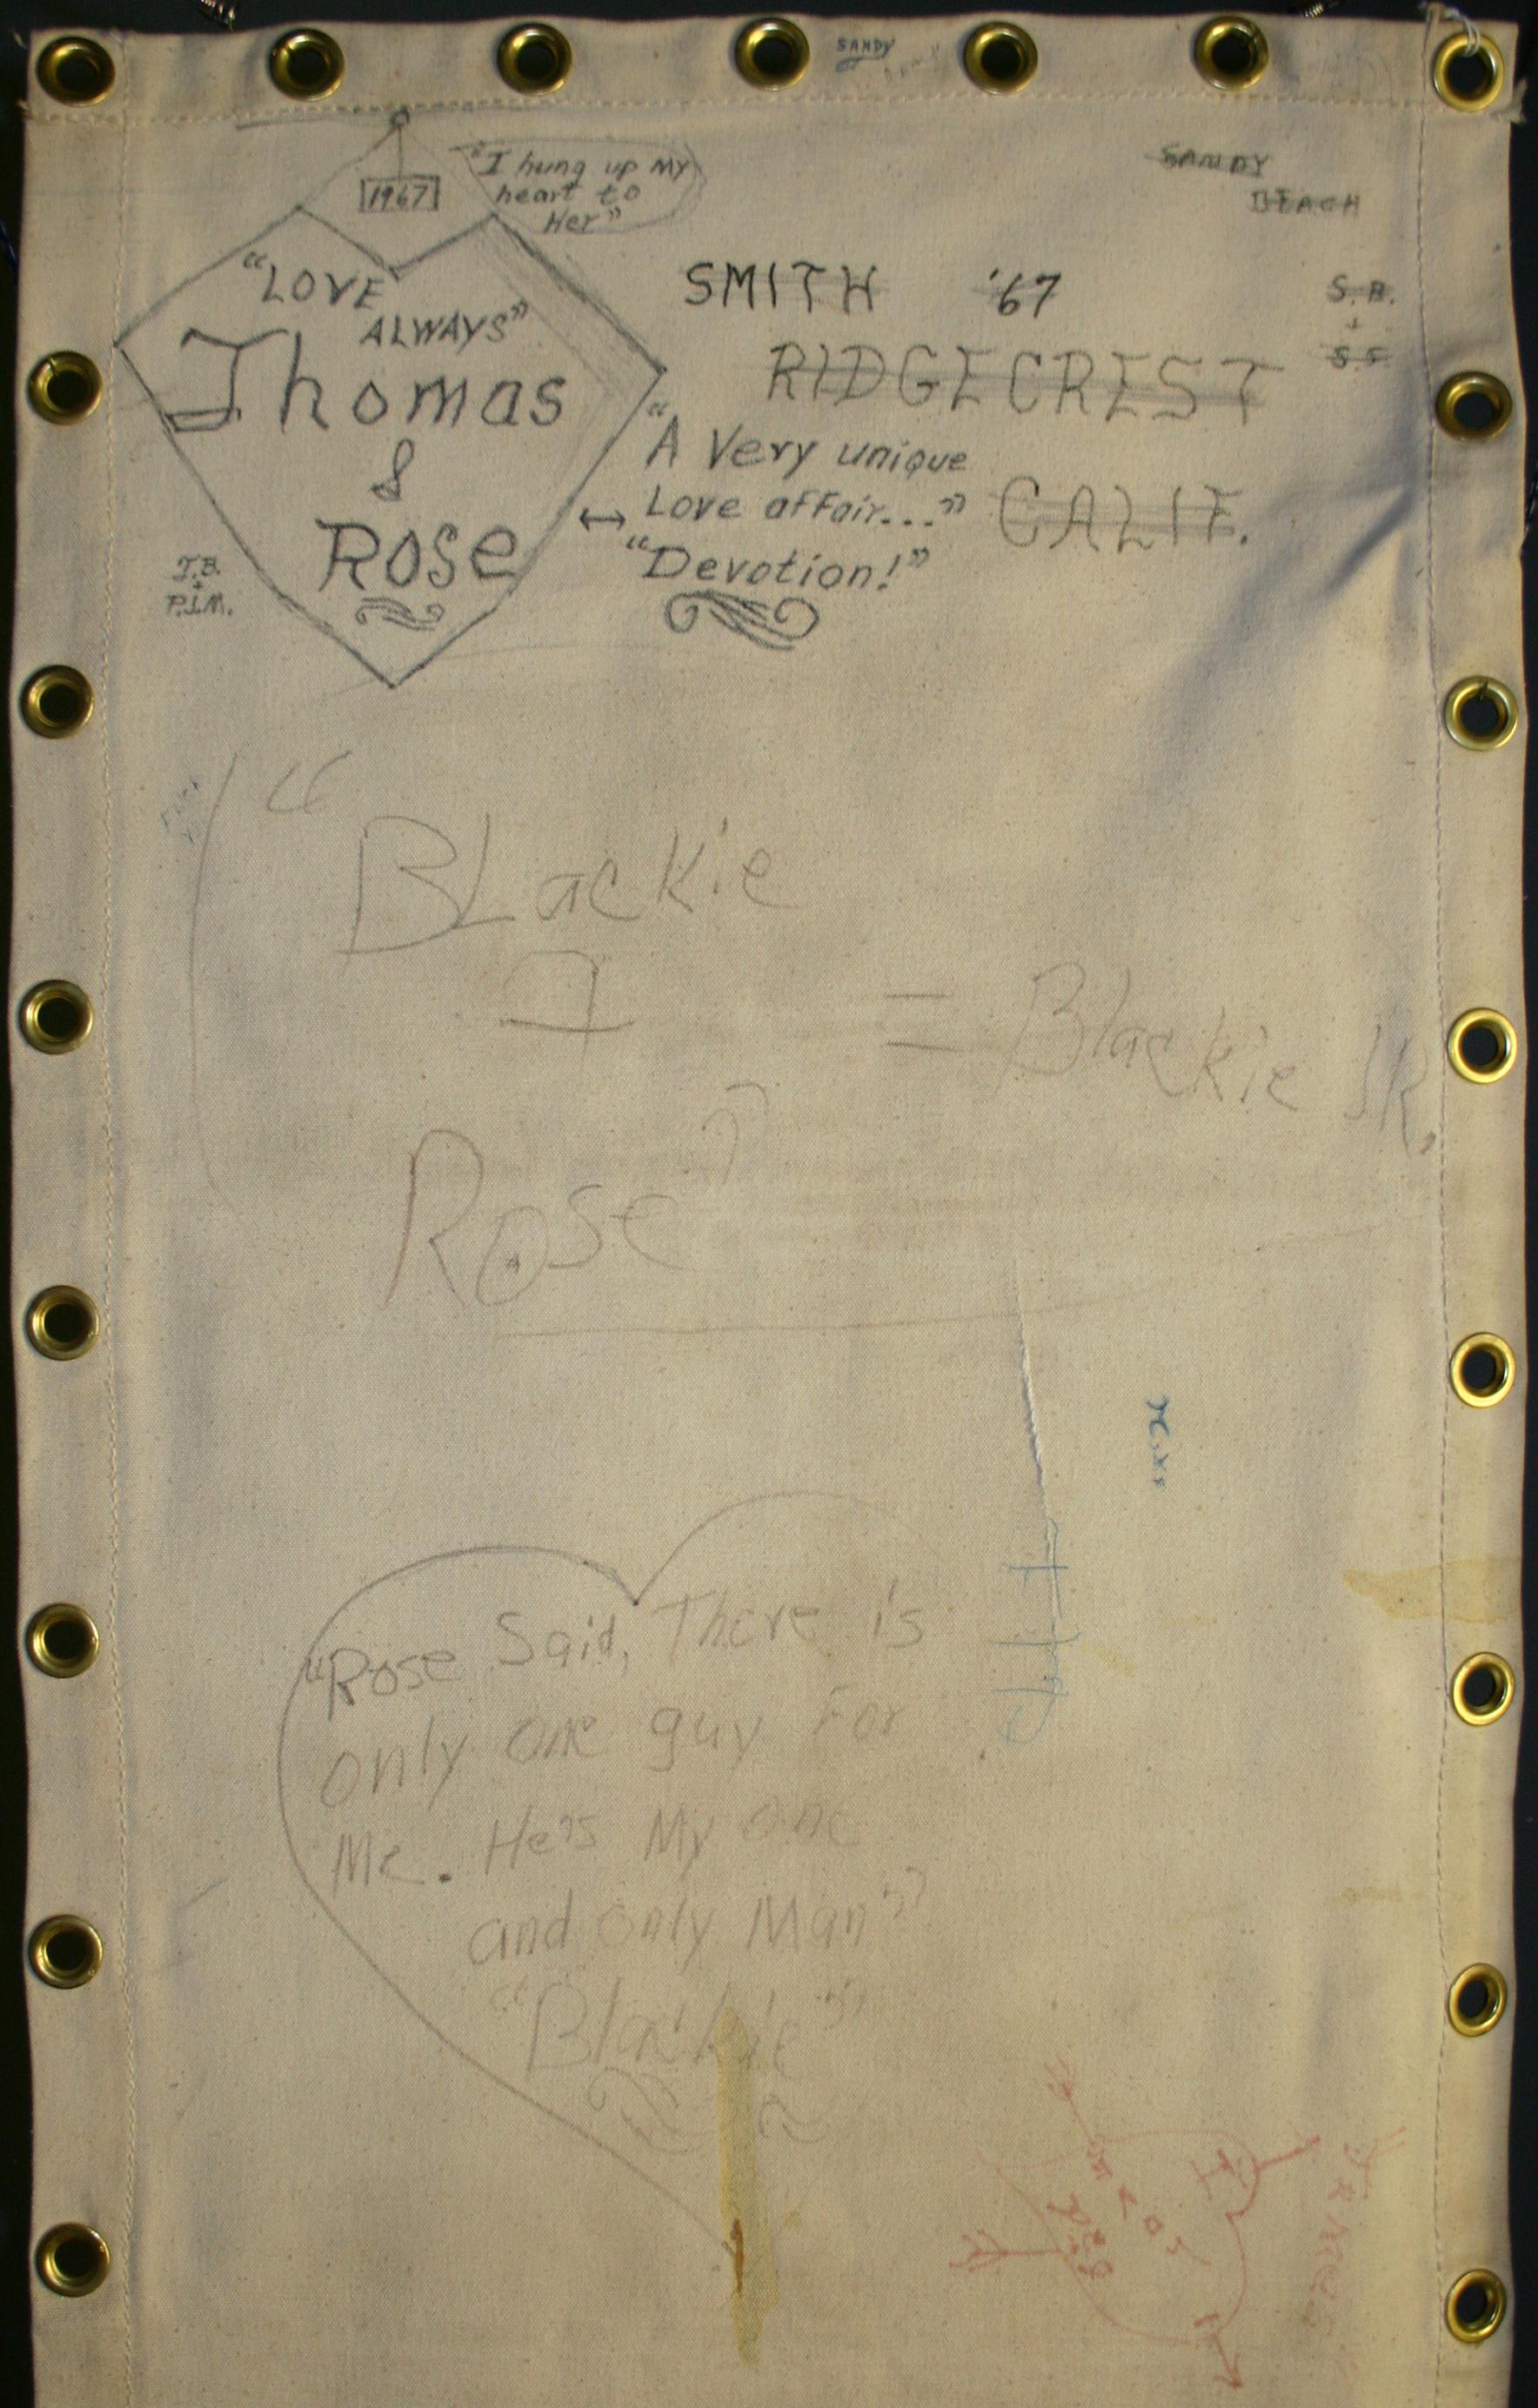 SANDY
1967
"I hung up my
heart to
Her"
SANDY
BEACH
"LOVE
ALWAYS"
Thomas
&
Rose
SMITH '67
RIDGECREST
CALIF.
S.B.
+
S.F.
"A Very unique
Love affair..."
"Devotion!"
J.B.
+
P.J.M.
"BLackie
+
Rose"
= Blackie JR.
"Rose Said, There is
only one guy For
Me. He's My one
and only Man"
"Blackie"